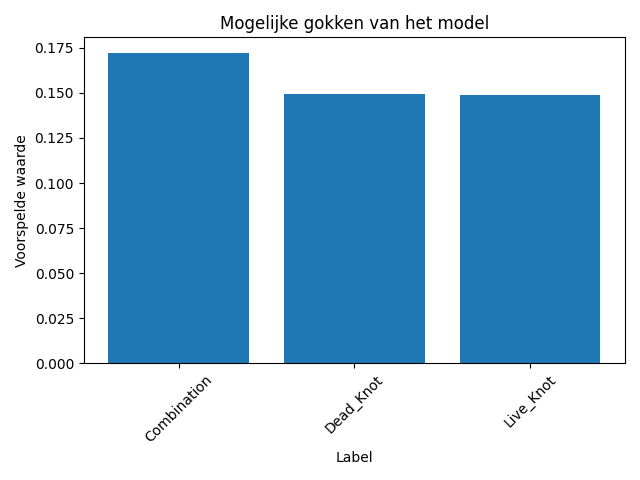 Mogelijke gokken van het model
Voorspelde waarde
0.175
0.150
0.125
0.100
0.075
0.050
0.025
0.000
Combination
Dead_Knot
Live_Knot
Label